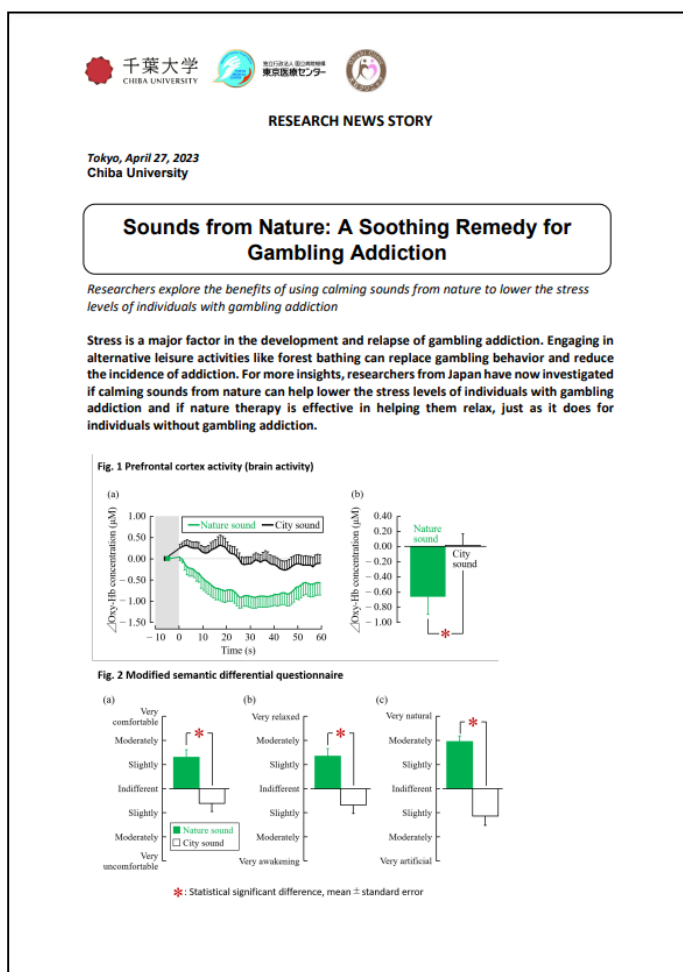 千葉大学
CHIBA UNIVERSITY
独立行政法人 国立病院機構
東京医療センター
RESEARCH NEWS STORY
Tokyo, April 27, 2023
Chiba University
Sounds from Nature: A Soothing Remedy for
Gambling Addiction
Researchers explore the benefits of using calming sounds from nature to lower the stress
levels of individuals with gambling addiction
Stress is a major factor in the development and relapse of gambling addiction. Engaging in
alternative leisure activities like forest bathing can replace gambling behavior and reduce
the incidence of addiction. For more insights, researchers from Japan have now investigated
if calming sounds from nature can help lower the stress levels of individuals with gambling
addiction and if nature therapy is effective in helping them relax, just as it does for
individuals without gambling addiction.
Fig. 1 Prefrontal cortex activity (brain activity)
(a)
⊿Oxy-Hb concentration (μM)
1.00
0.50
0.00
− 0.50
− 1.00
− 1.50
Nature sound
City sound
− 10 0 10 20 30 40 50 60
Time (s)
(b)
⊿Oxy-Hb concentration (μM)
0.40
0.20
0.00
− 0.20
− 0.40
− 0.60
− 0.80
− 1.00
Nature
sound
City
sound
*
Fig. 2 Modified semantic differential questionnaire
(a)
Very
comfortable
Moderately
Slightly
Indifferent
Slightly
Moderately
Very
uncomfortable
*
Nature sound
City sound
(b)
Very relaxed
Moderately
Slightly
Indifferent
Slightly
Moderately
Very awakening
*
(c)
Very natural
Moderately
Slightly
Indifferent
Slightly
Moderately
Very artificial
*
*: Statistical significant difference, mean ± standard error